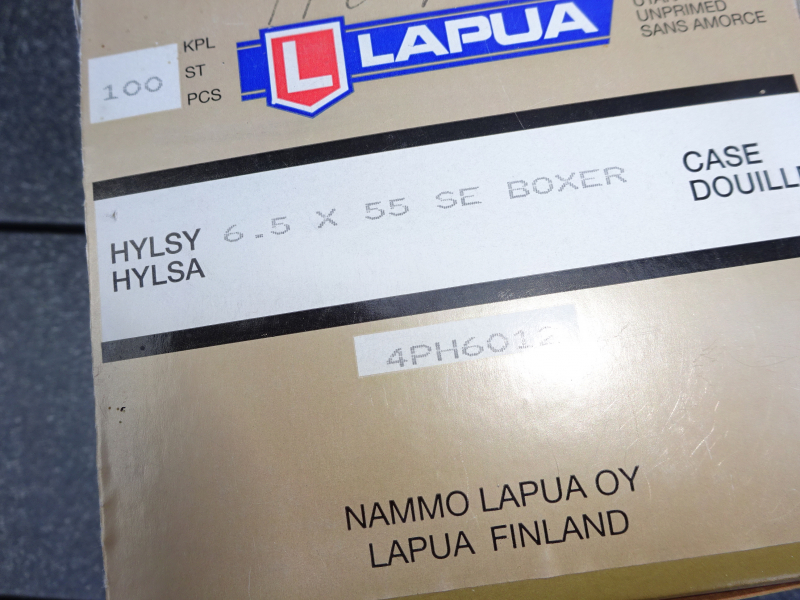 100
KPL
ST
PCS
L LAPUA
UNPRIMED
SANS AMORCE
HYLSY
HYLSA
6.5 X 55 SE BOXER
CASE
DOUILL
4PH6012
NAMMO LAPUA OY
LAPUA FINLAND